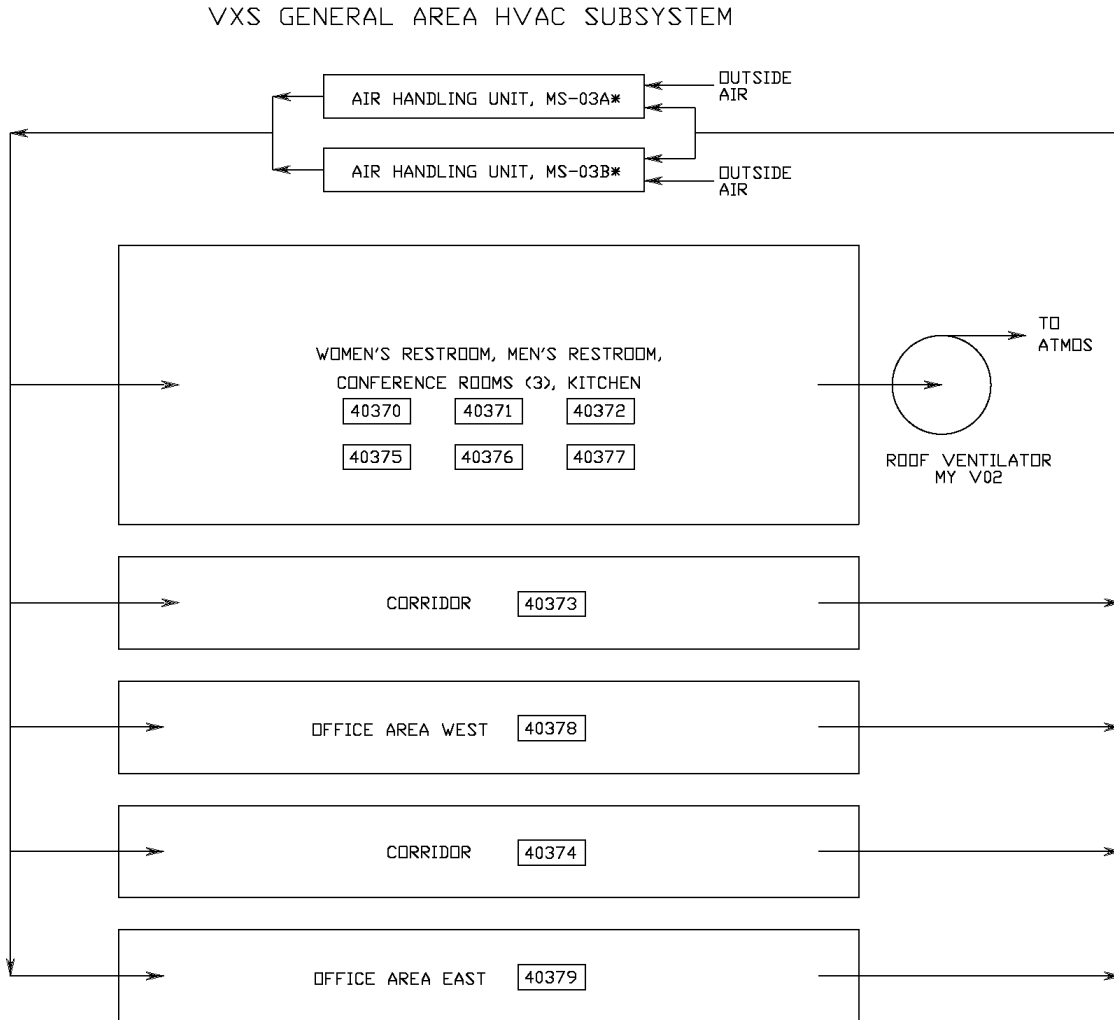 VXS GENERAL AREA HVAC SUBSYSTEM
AIR HANDLING UNIT, MS-03A*
OUTSIDE
AIR
AIR HANDLING UNIT, MS-03B*
OUTSIDE
AIR
WOMEN'S RESTROOM, MEN'S RESTROOM,
CONFERENCE ROOMS (3), KITCHEN
40370 40371 40372
40375 40376 40377
TO
ATMOS
ROOF VENTILATOR
MY V02
CORRIDOR 40373
OFFICE AREA WEST 40378
CORRIDOR 40374
OFFICE AREA EAST 40379